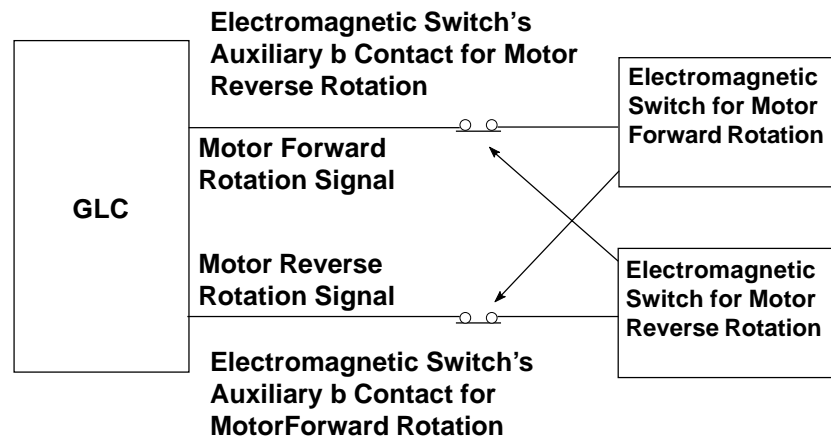 Electromagnetic Switch's
Auxiliary b Contact for Motor
Reverse Rotation
Electromagnetic
Switch for Motor
Forward Rotation
Motor Forward
Rotation Signal
GLC
Motor Reverse
Rotation Signal
Electromagnetic
Switch for Motor
Reverse Rotation
Electromagnetic Switch's
Auxiliary b Contact for
MotorForward Rotation